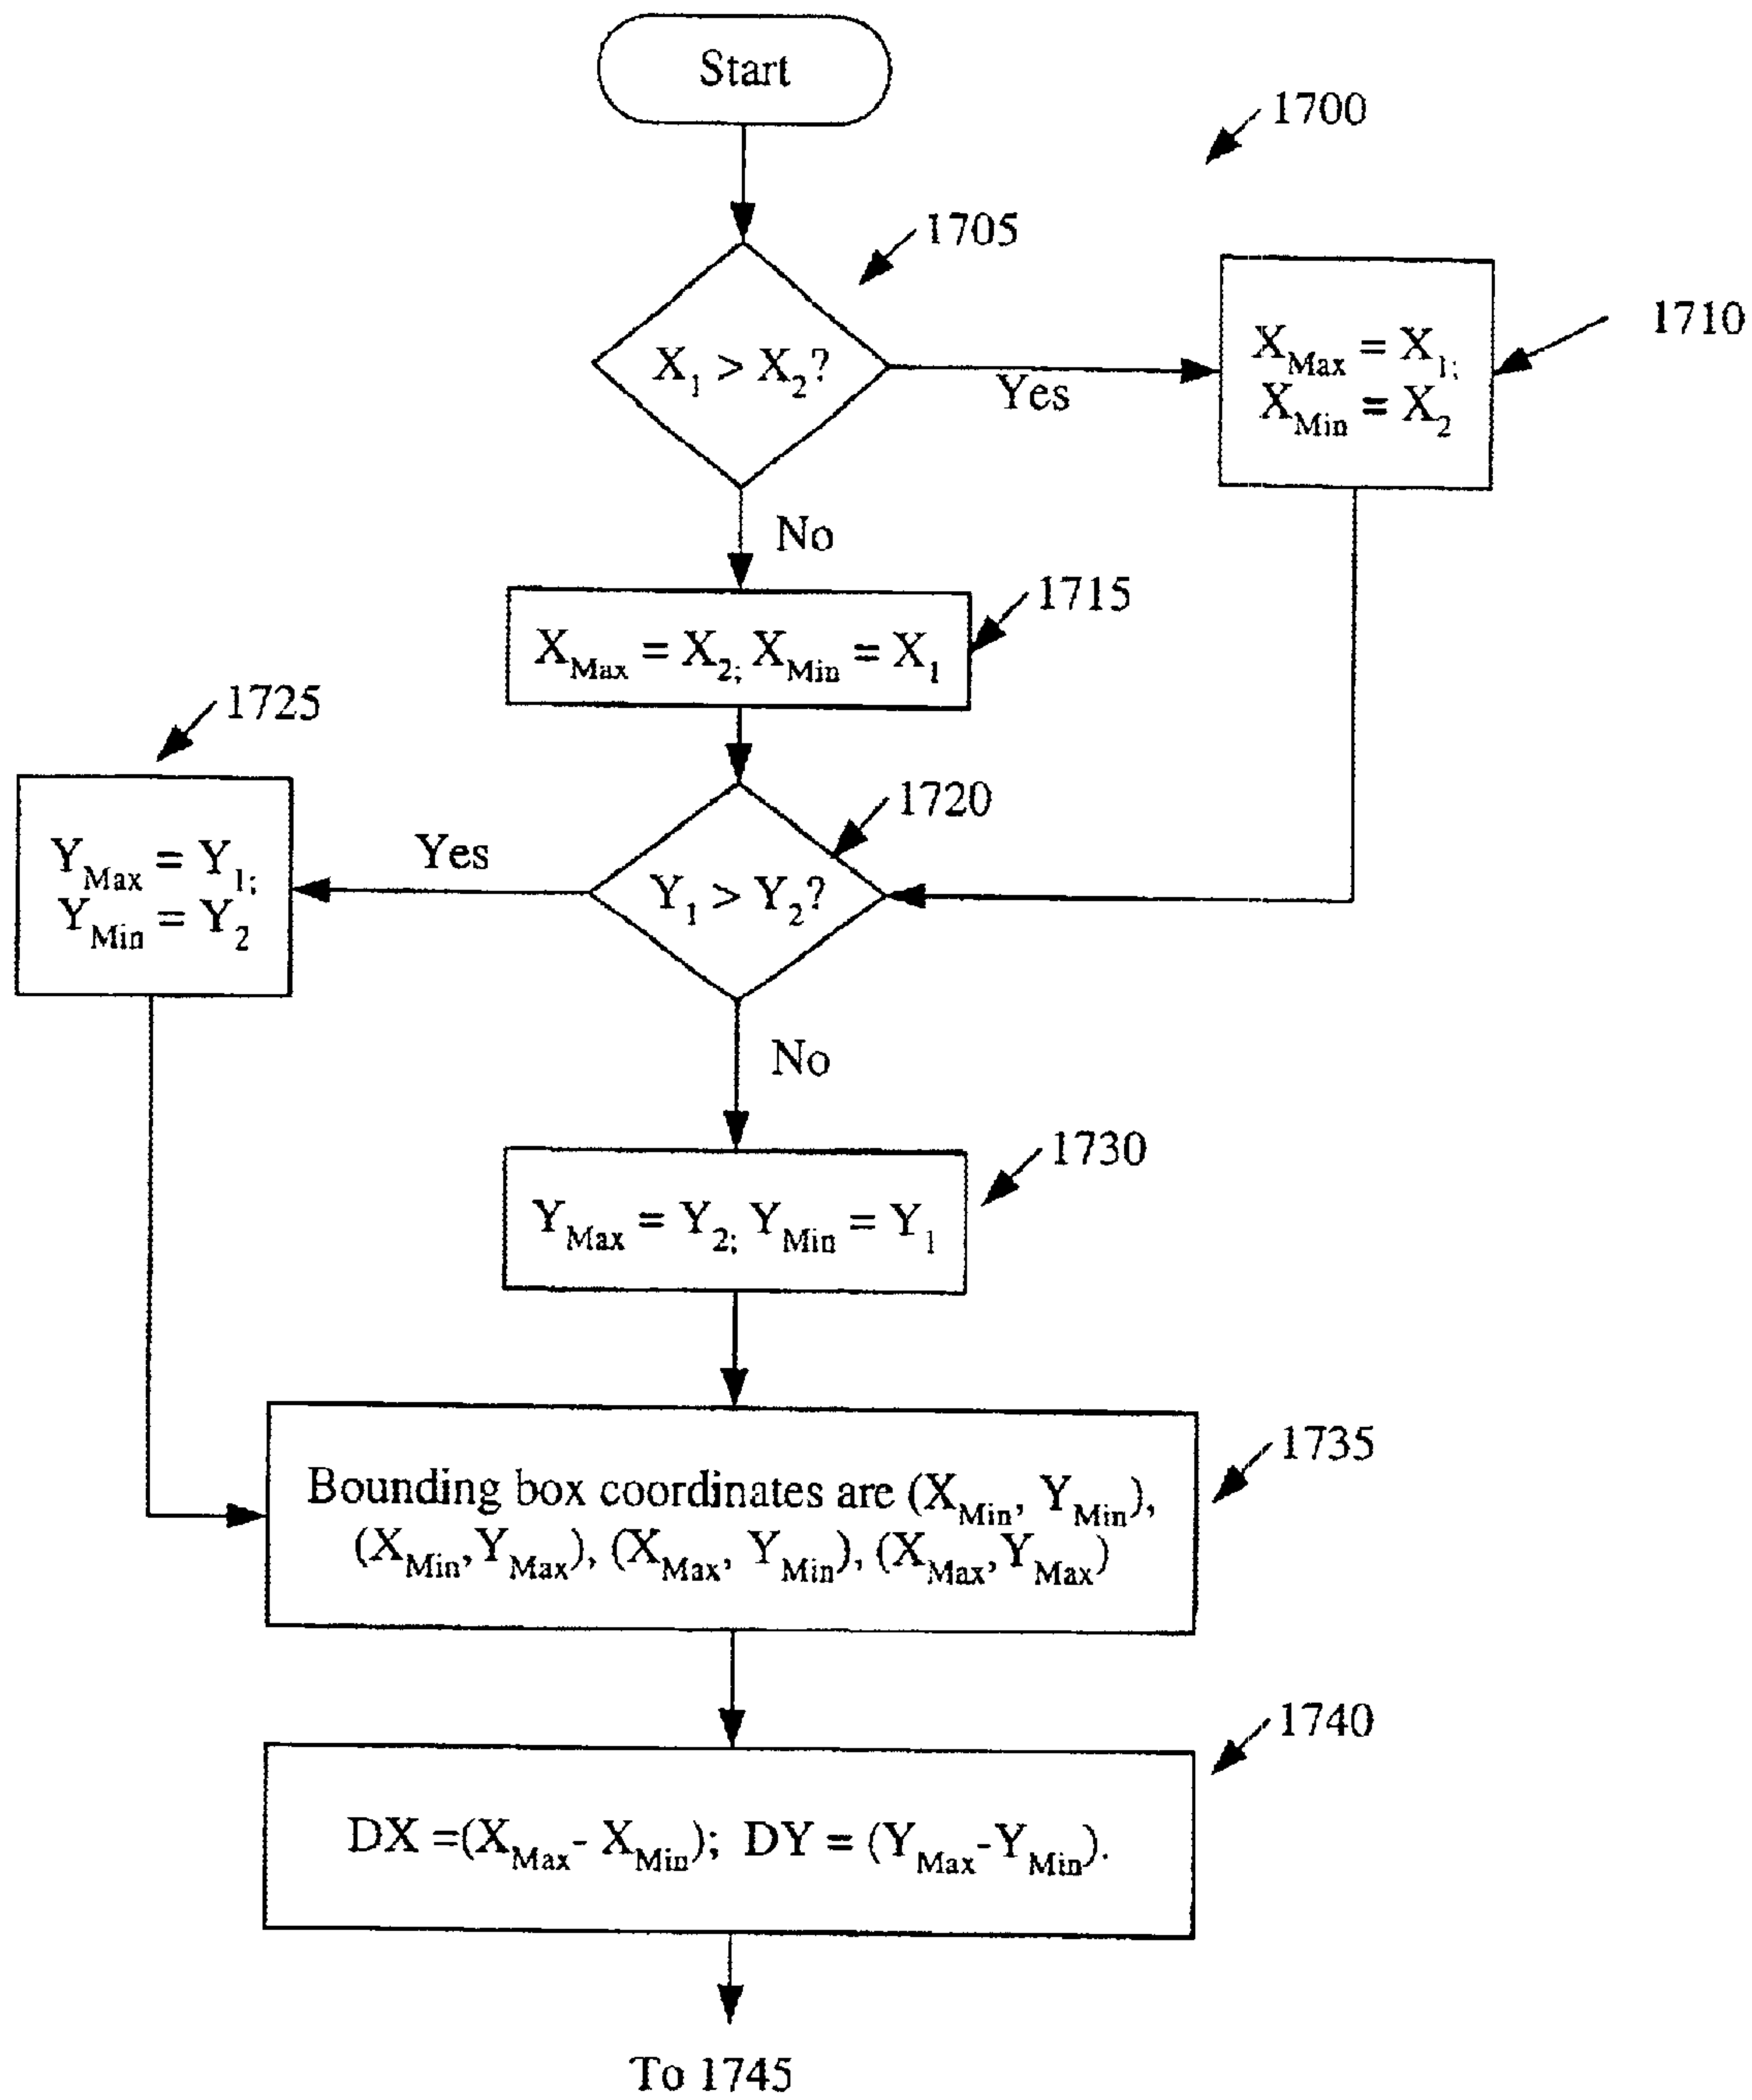 Start
1700
1705
X1 > X2?
Yes
XMax = X1;
XMin = X2
1710
No
1715
XMax = X2; XMin = X1
1725
1720
YMax = Y1;
YMin = Y2
Yes
Y1 > Y2?
No
1730
YMax = Y2; YMin = Y1
1735
Bounding box coordinates are (XMin, YMin),
(XMin, YMax), (XMax, YMin), (XMax, YMax)
1740
DX =(XMax- XMin); DY = (YMax-YMin).
To 1745